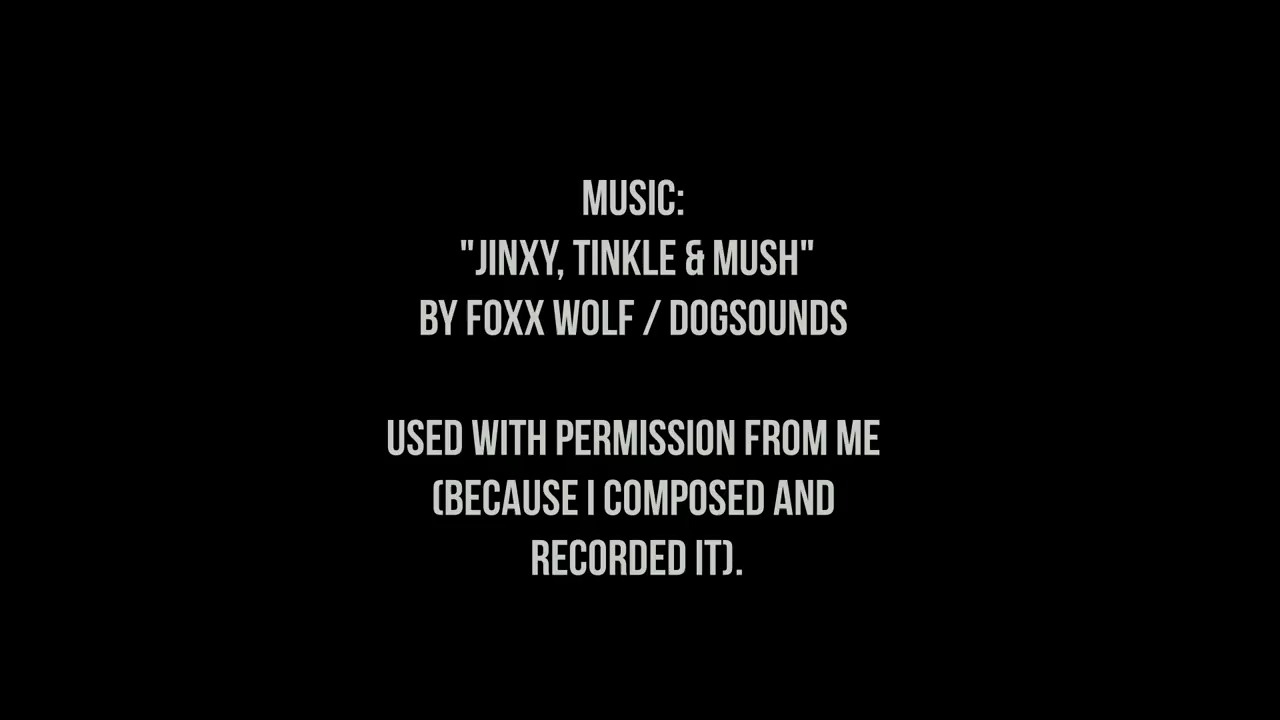 MUSIC:
"JINXY, TINKLE & MUSH"
BY FOXX WOLF / DOGSOUNDS
USED WITH PERMISSION FROM ME
(BECAUSE I COMPOSED AND
RECORDED IT).